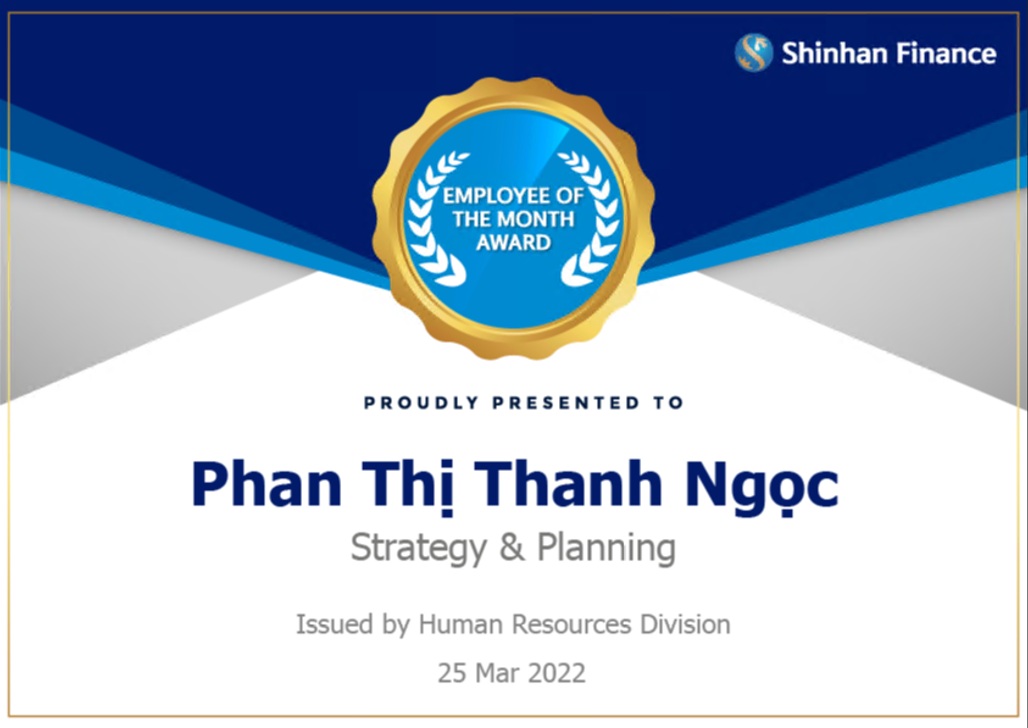 Shinhan Finance
EMPLOYEE OF
THE MONTH
AWARD
PROUDLY PRESENTED TO
Phan Thị Thanh Ngọc
Strategy & Planning
Issued by Human Resources Division
25 Mar 2022